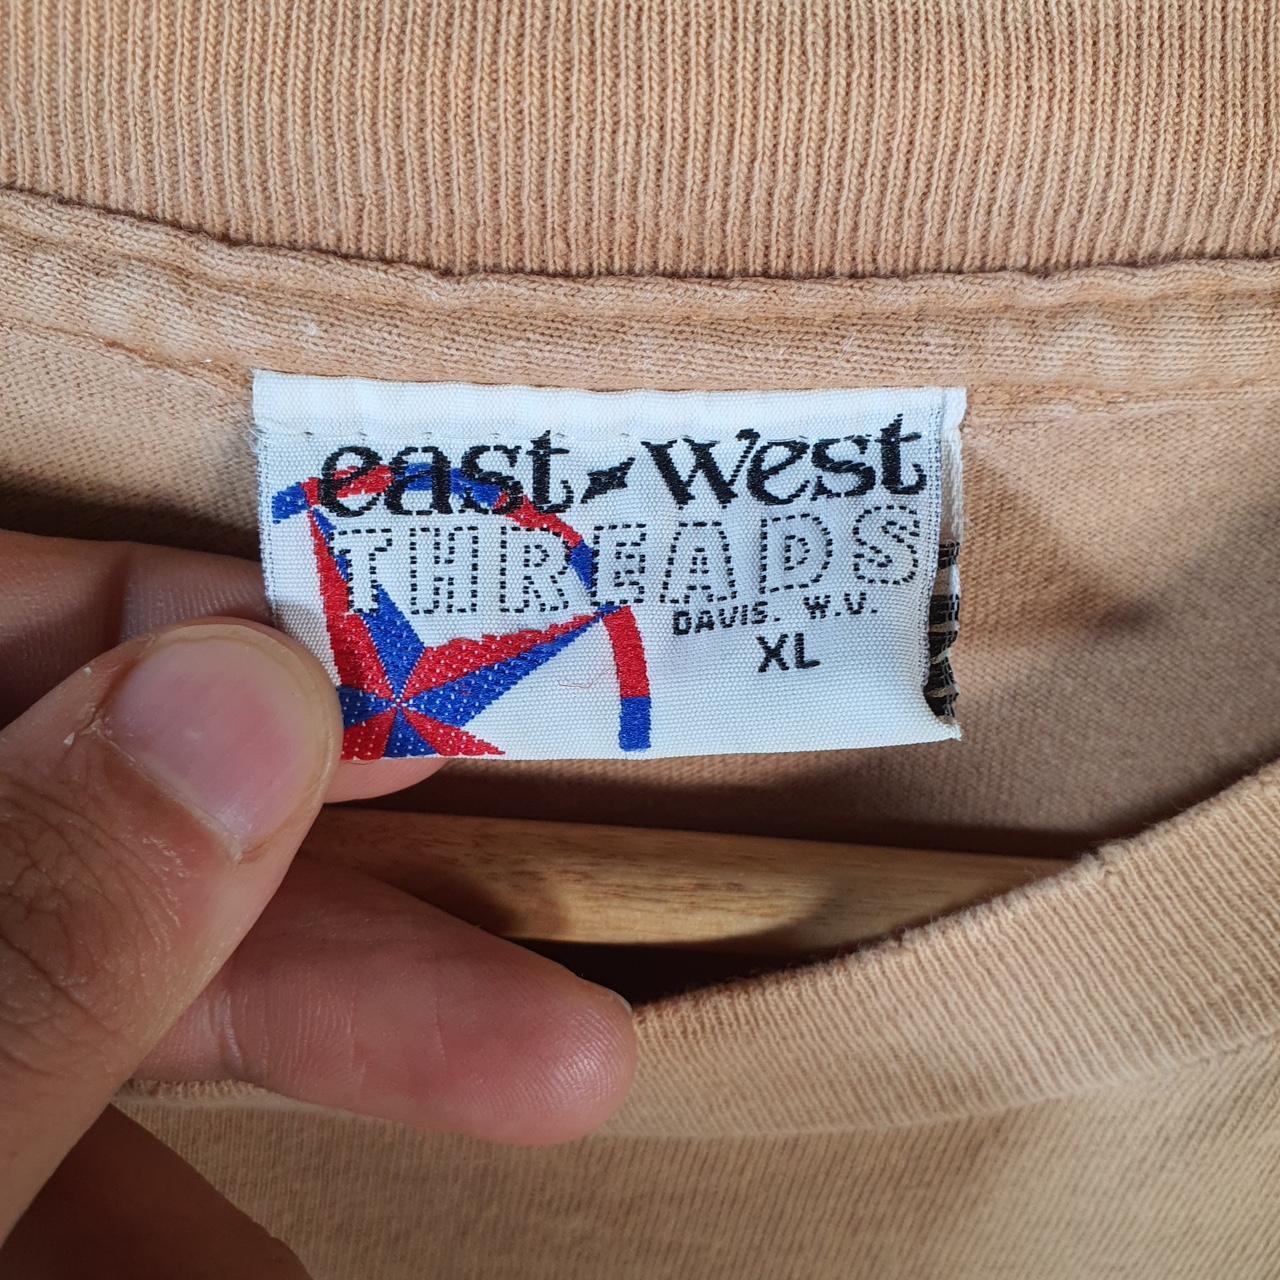 east-west
THREADS
DAVIS. W.V.
XL